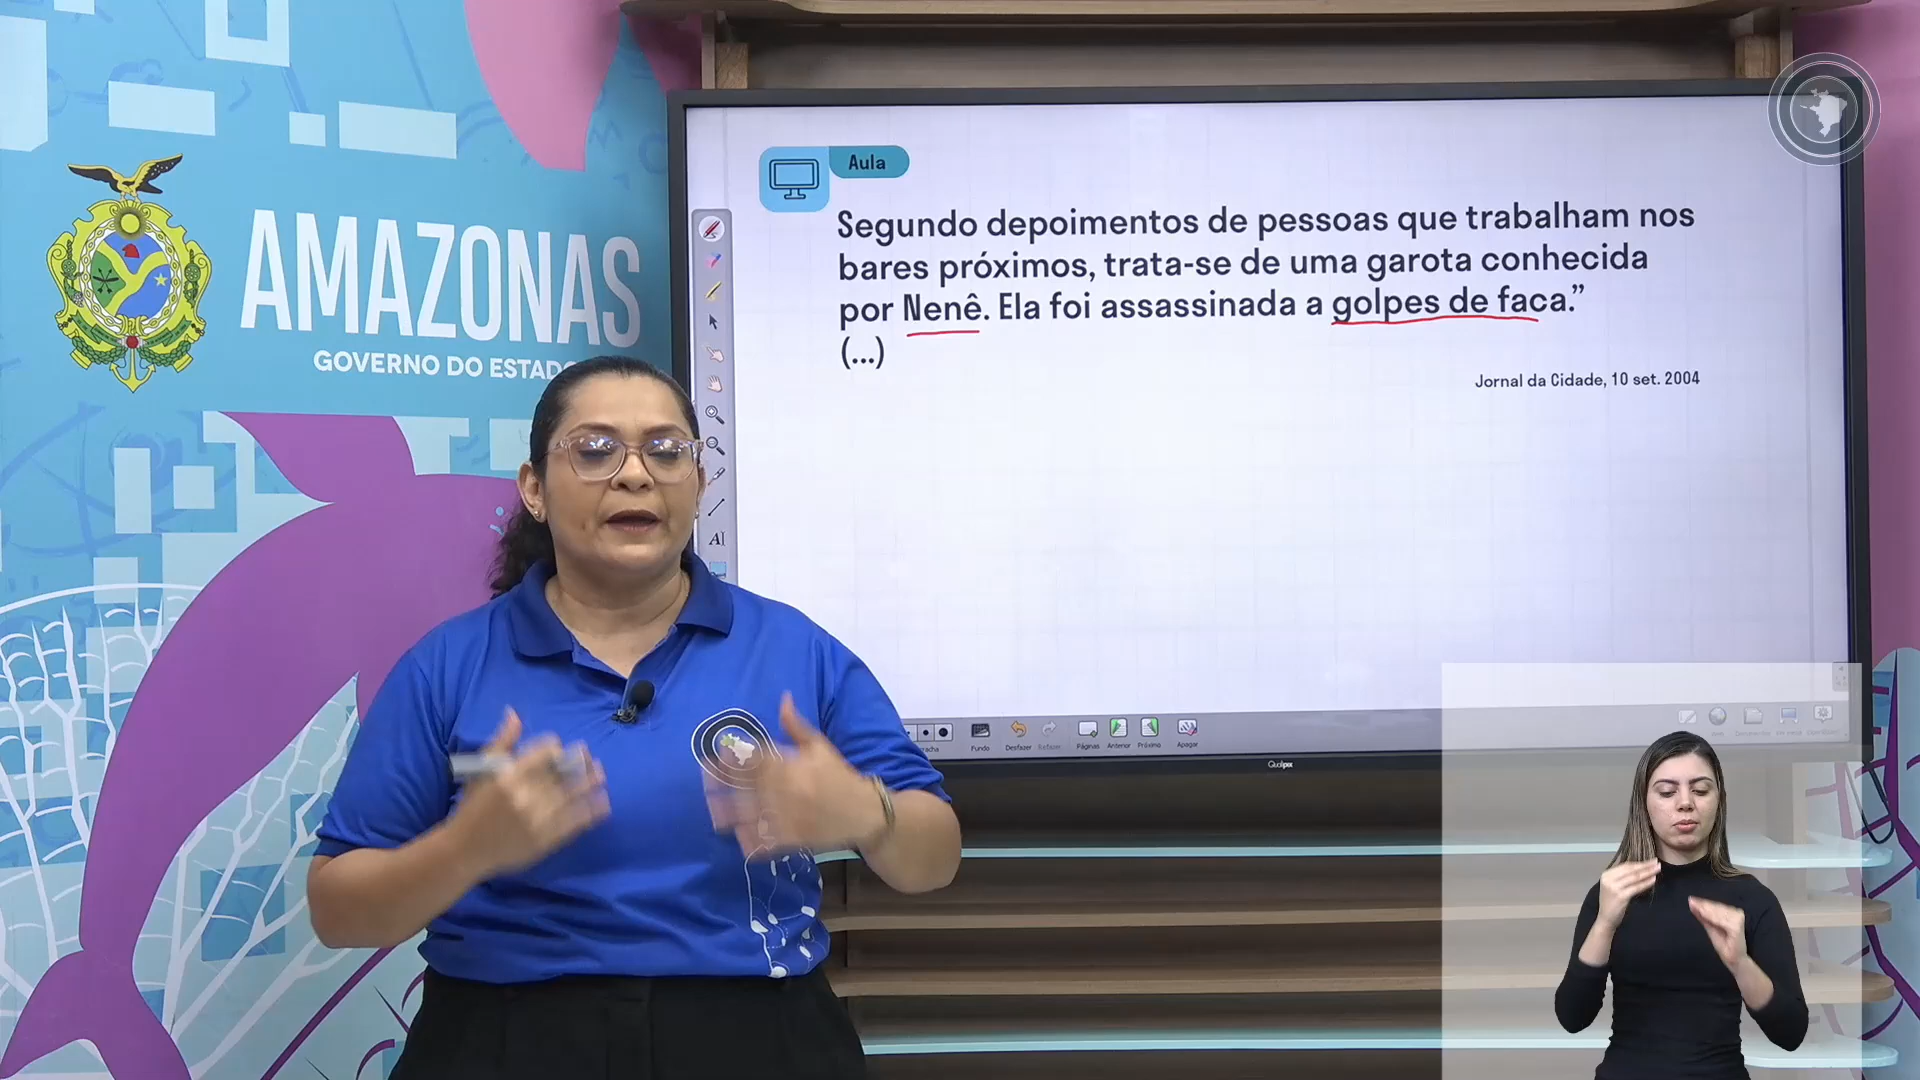 AMAZONAS
GOVERNO DO ESTADO
Aula
Segundo depoimentos de pessoas que trabalham nos
bares próximos, trata-se de uma garota conhecida
por Nenê. Ela foi assassinada a golpes de faca.”
(...)
Jornal da Cidade, 10 set. 2004
A
Fundo
Desfazer
Refazer
Páginas
Anterior
Próximo
Apagar